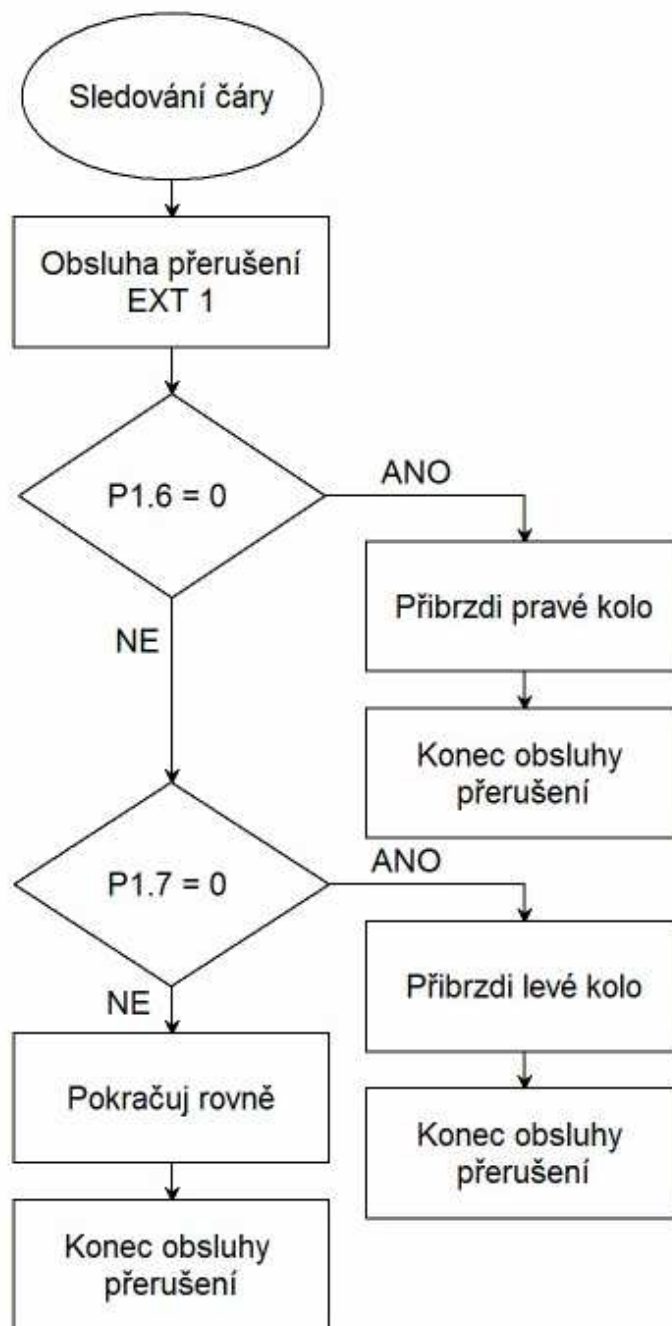 Sledování čáry
Obsluha přerušení
EXT 1
P1.6 = 0
ANO
Přibrzdi pravé kolo
NE
Konec obsluhy
přerušení
P1.7 = 0
ANO
Přibrzdi levé kolo
NE
Pokračuj rovně
Konec obsluhy
přerušení
Konec obsluhy
přerušení